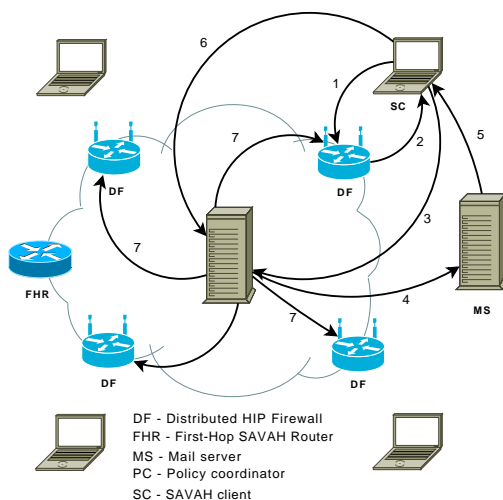 6
SC
1
7
2
5
DF
DF
3
7
FHR
4
MS
7
DF
DF
DF - Distributed HIP Firewall
FHR - First-Hop SAVAH Router
MS - Mail server
PC - Policy coordinator
SC - SAVAH client